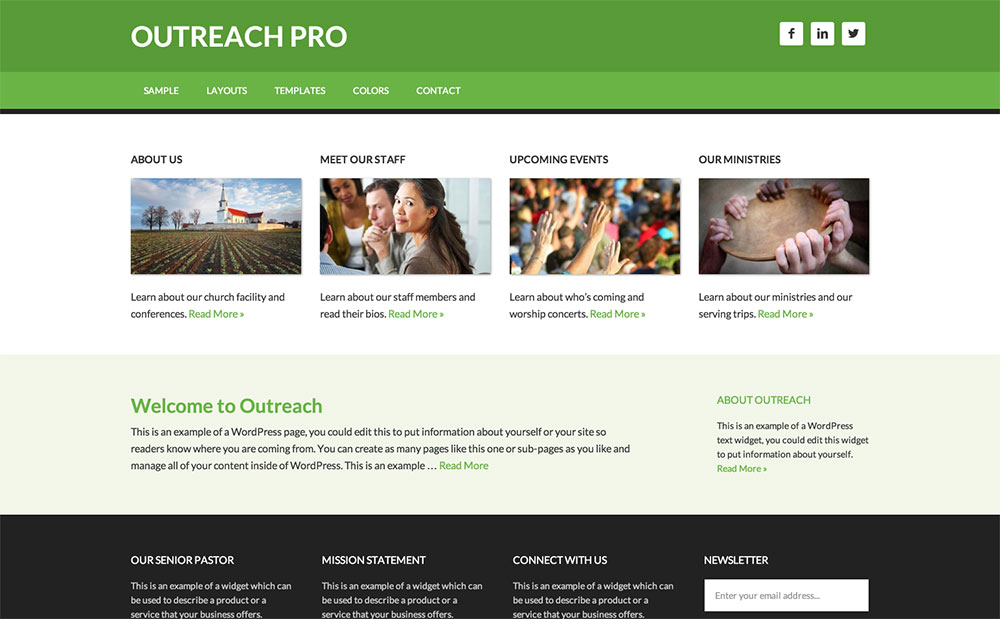 OUTREACH PRO
SAMPLE LAYOUTS TEMPLATES COLORS CONTACT
ABOUT US
Learn about our church facility and
conferences. Read More »
MEET OUR STAFF
Learn about our staff members and
read their bios. Read More »
UPCOMING EVENTS
Learn about who's coming and
worship concerts. Read More »
OUR MINISTRIES
Learn about our ministries and our
serving trips. Read More »
Welcome to Outreach
This is an example of a WordPress page, you could edit this to put information about yourself or your site so
readers know where you are coming from. You can create as many pages like this one or sub-pages as you like and
manage all of your content inside of WordPress. This is an example … Read More
ABOUT OUTREACH
This is an example of a WordPress
text widget, you could edit this widget
to put information about yourself.
Read More »
OUR SENIOR PASTOR
This is an example of a widget which can
be used to describe a product or a
service that your business offers.
MISSION STATEMENT
This is an example of a widget which can
be used to describe a product or a
service that your business offers.
CONNECT WITH US
This is an example of a widget which can
be used to describe a product or a
service that your business offers.
NEWSLETTER
Enter your email address...